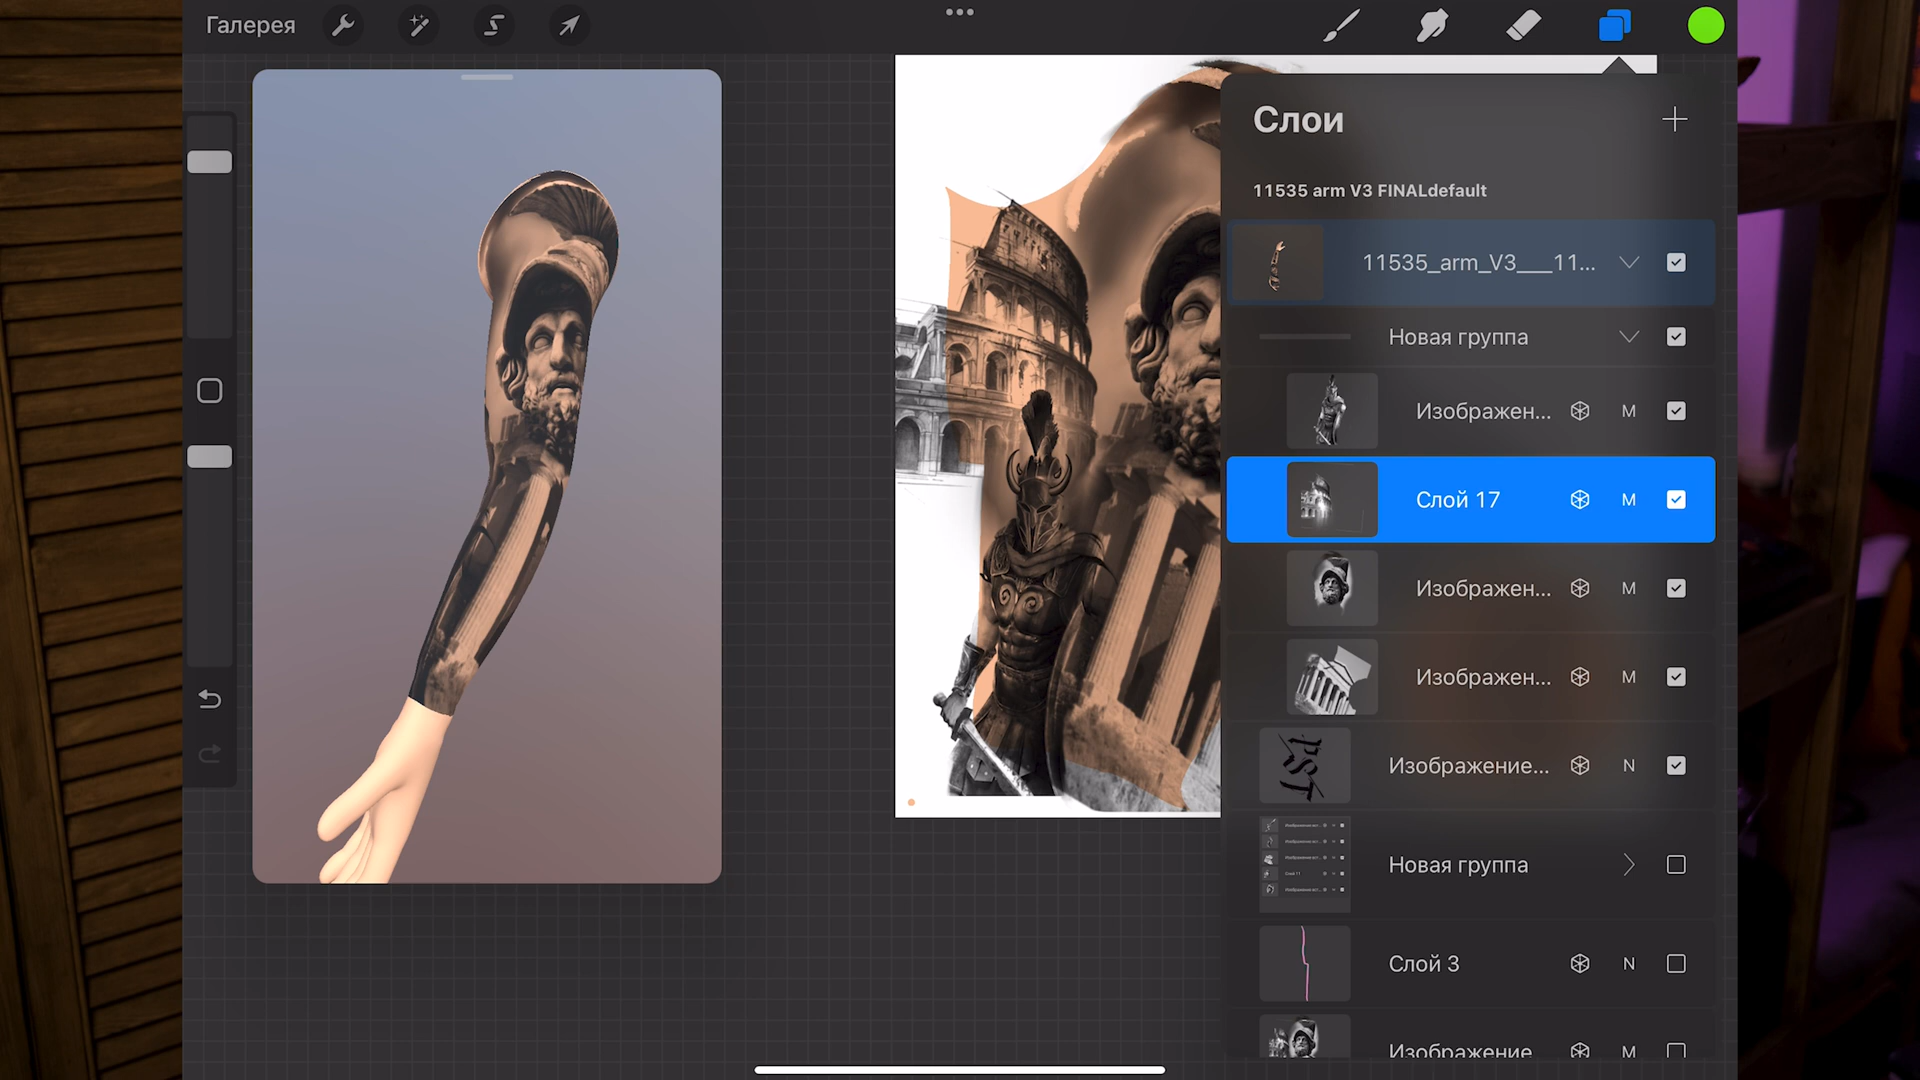 Галерея
Слои
11535 arm V3 FINALdefault
11535_arm_V3___11...
Новая группа
Изображен... M
Слой 17 M
Изображен... M
Изображен... M
Изображение... N
Новая группа
Слой 3 N
Изображение M